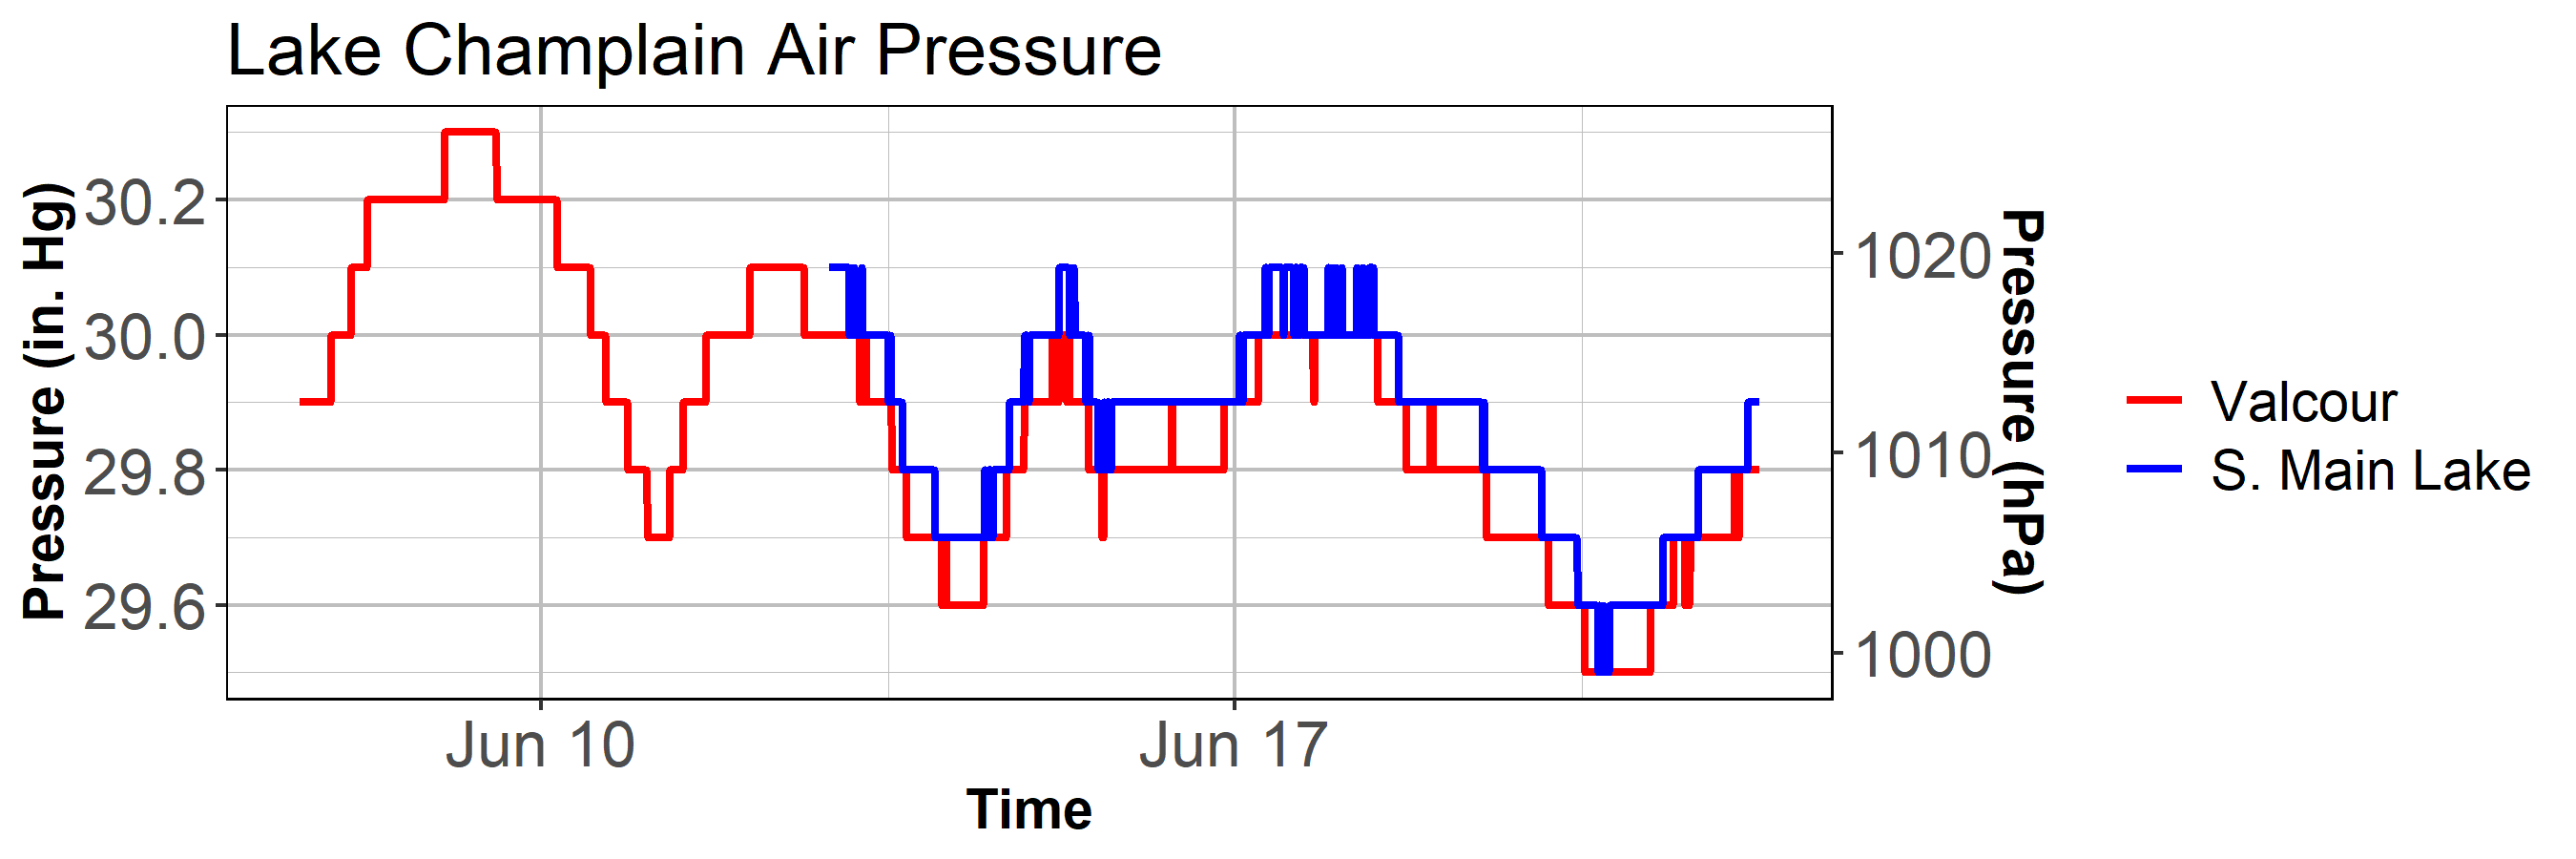 Lake Champlain Air Pressure
Pressure (in. Hg)
30.2
30.0
29.8
29.6
1020
1010
1000
Pressure (hPa)
Valcour
S. Main Lake
Jun 10
Jun 17
Time